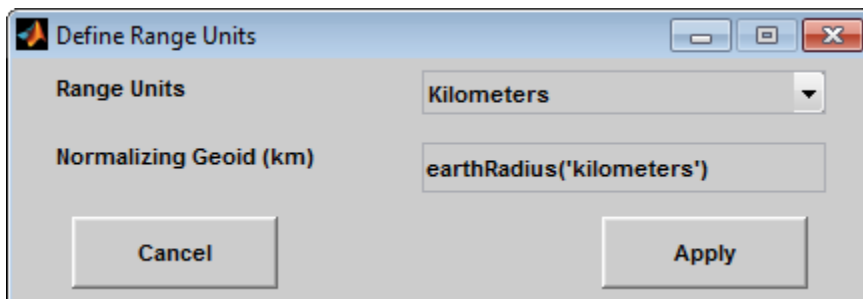 Define Range Units
Range Units
Kilometers
Normalizing Geoid (km)
earthRadius('kilometers')
Cancel
Apply